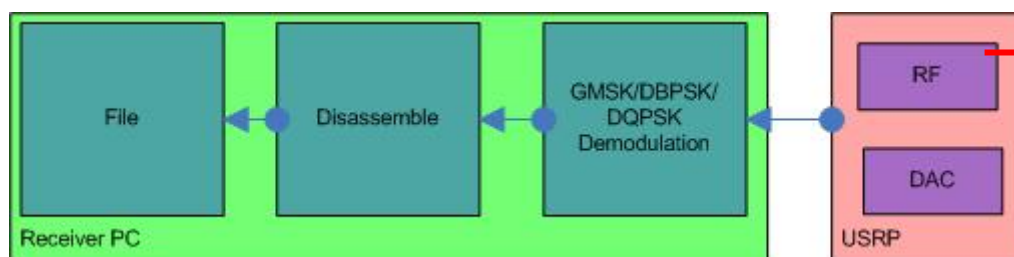 File
Disassemble
GMSK/DBPSK/
DQPSK
Demodulation
RF
DAC
Receiver PC
USRP